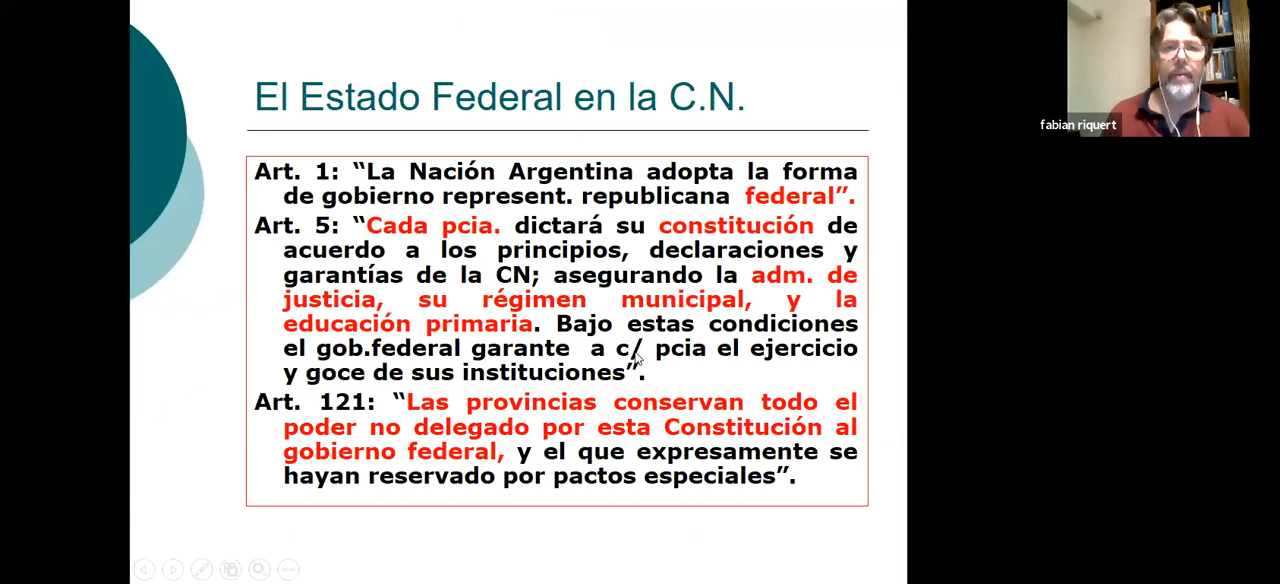 El Estado Federal en la C.N.
fabian riquert
Art. 1: “La Nación Argentina adopta la forma
de gobierno represent. republicana federal”.
Art. 5: “Cada pcia. dictará su constitución de
acuerdo a los principios, declaraciones y
garantías de la CN; asegurando la adm. de
justicia, su régimen municipal, y la
educación primaria. Bajo estas condiciones
el gob.federal garante a c/ pcia el ejercicio
y goce de sus instituciones”.
Art. 121: “Las provincias conservan todo el
poder no delegado por esta Constitución al
gobierno federal, y el que expresamente se
hayan reservado por pactos especiales”.